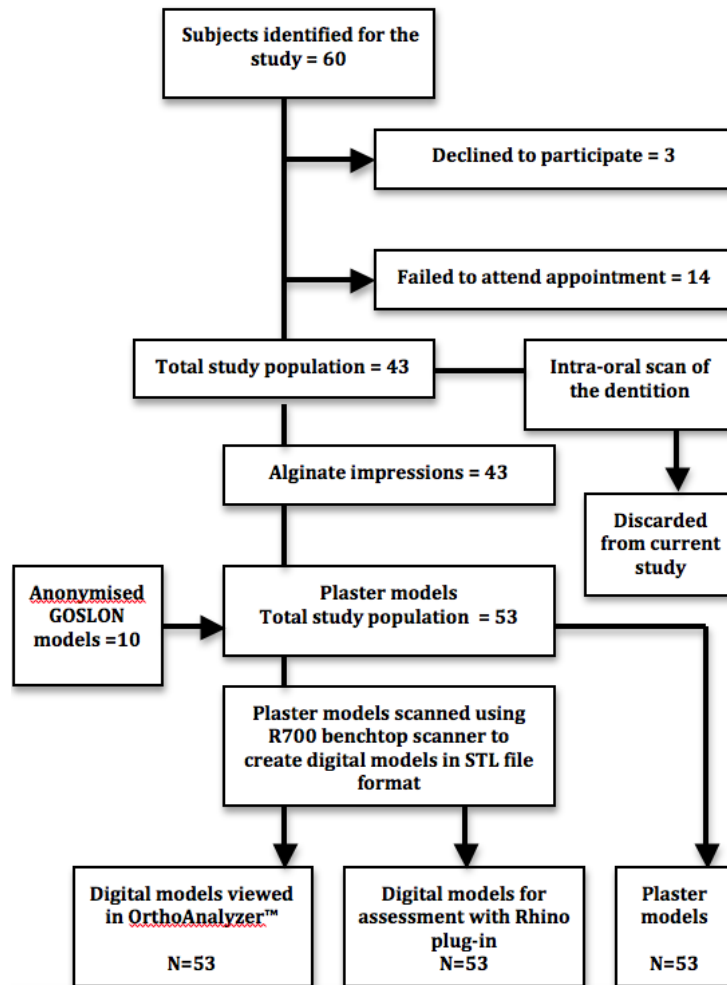 Subjects identified for the
study = 60
Declined to participate = 3
Failed to attend appointment = 14
Total study population = 43
Intra-oral scan of
the dentition
Alginate impressions = 43
Discarded
from current
study
Anonymised
GOSLON
models =10
Plaster models
Total study population  = 53
Plaster models scanned using
R700 benchtop scanner to
create digital models in STL file
format
Digital models viewed
in OrthoAnalyzer™
N=53
Digital models for
assessment with Rhino
plug-in
N=53
Plaster
models
N=53